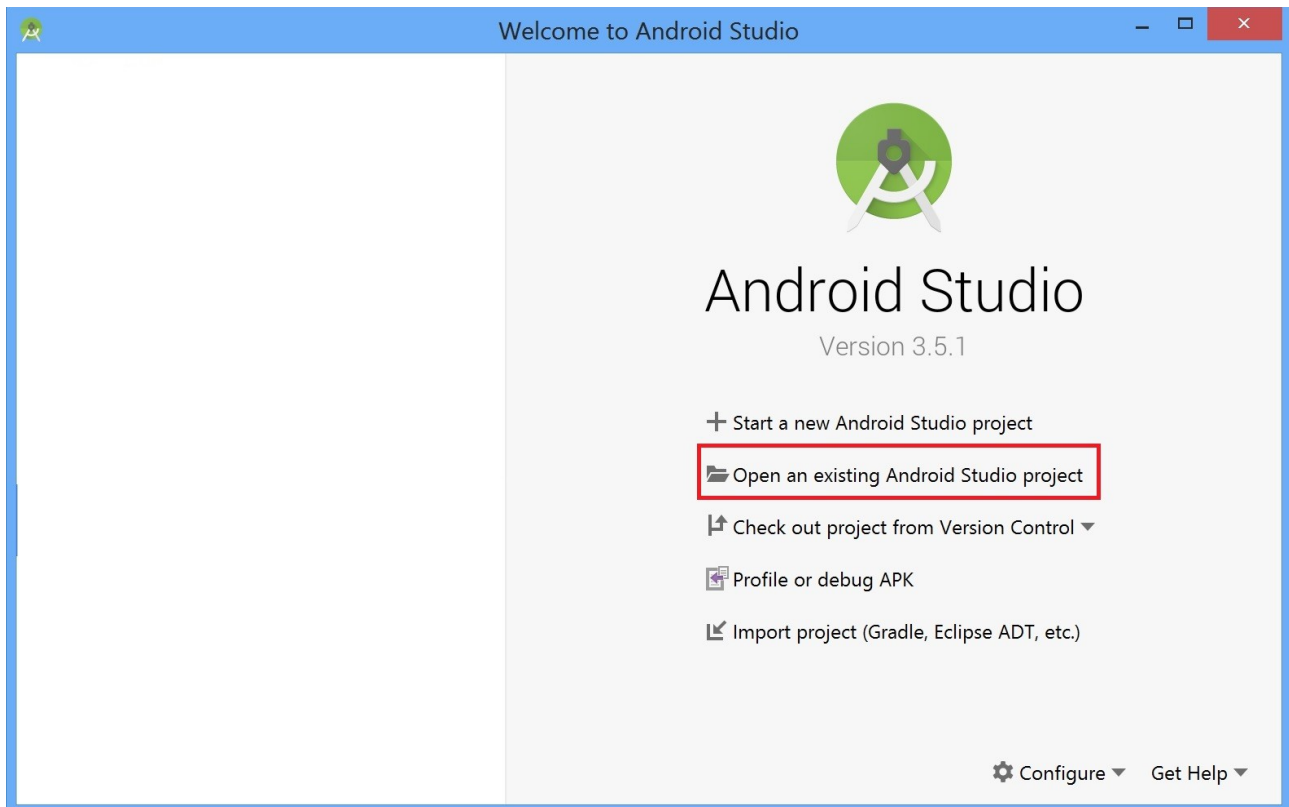 Welcome to Android Studio
Android Studio
Version 3.5.1
Start a new Android Studio project
Open an existing Android Studio project
Check out project from Version Control
Profile or debug APK
Import project (Gradle, Eclipse ADT, etc.)
Configure Get Help